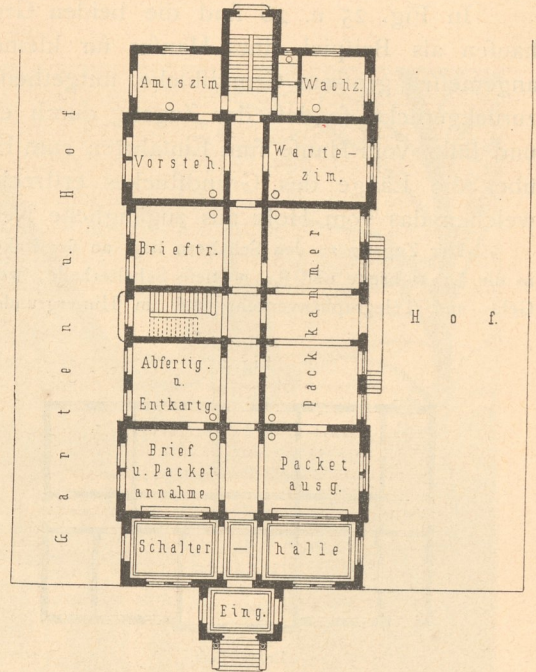 Amtszim.
Wachz.
Vorsteh.
Warte-
zim.
Brieftr.
packkammer
Abfertig.
u.
Entkartg.
Brief
u. Packet
annahme
Packet
ausg.
Schalter — halle
Eing.
Garten u. Hof
Hof.